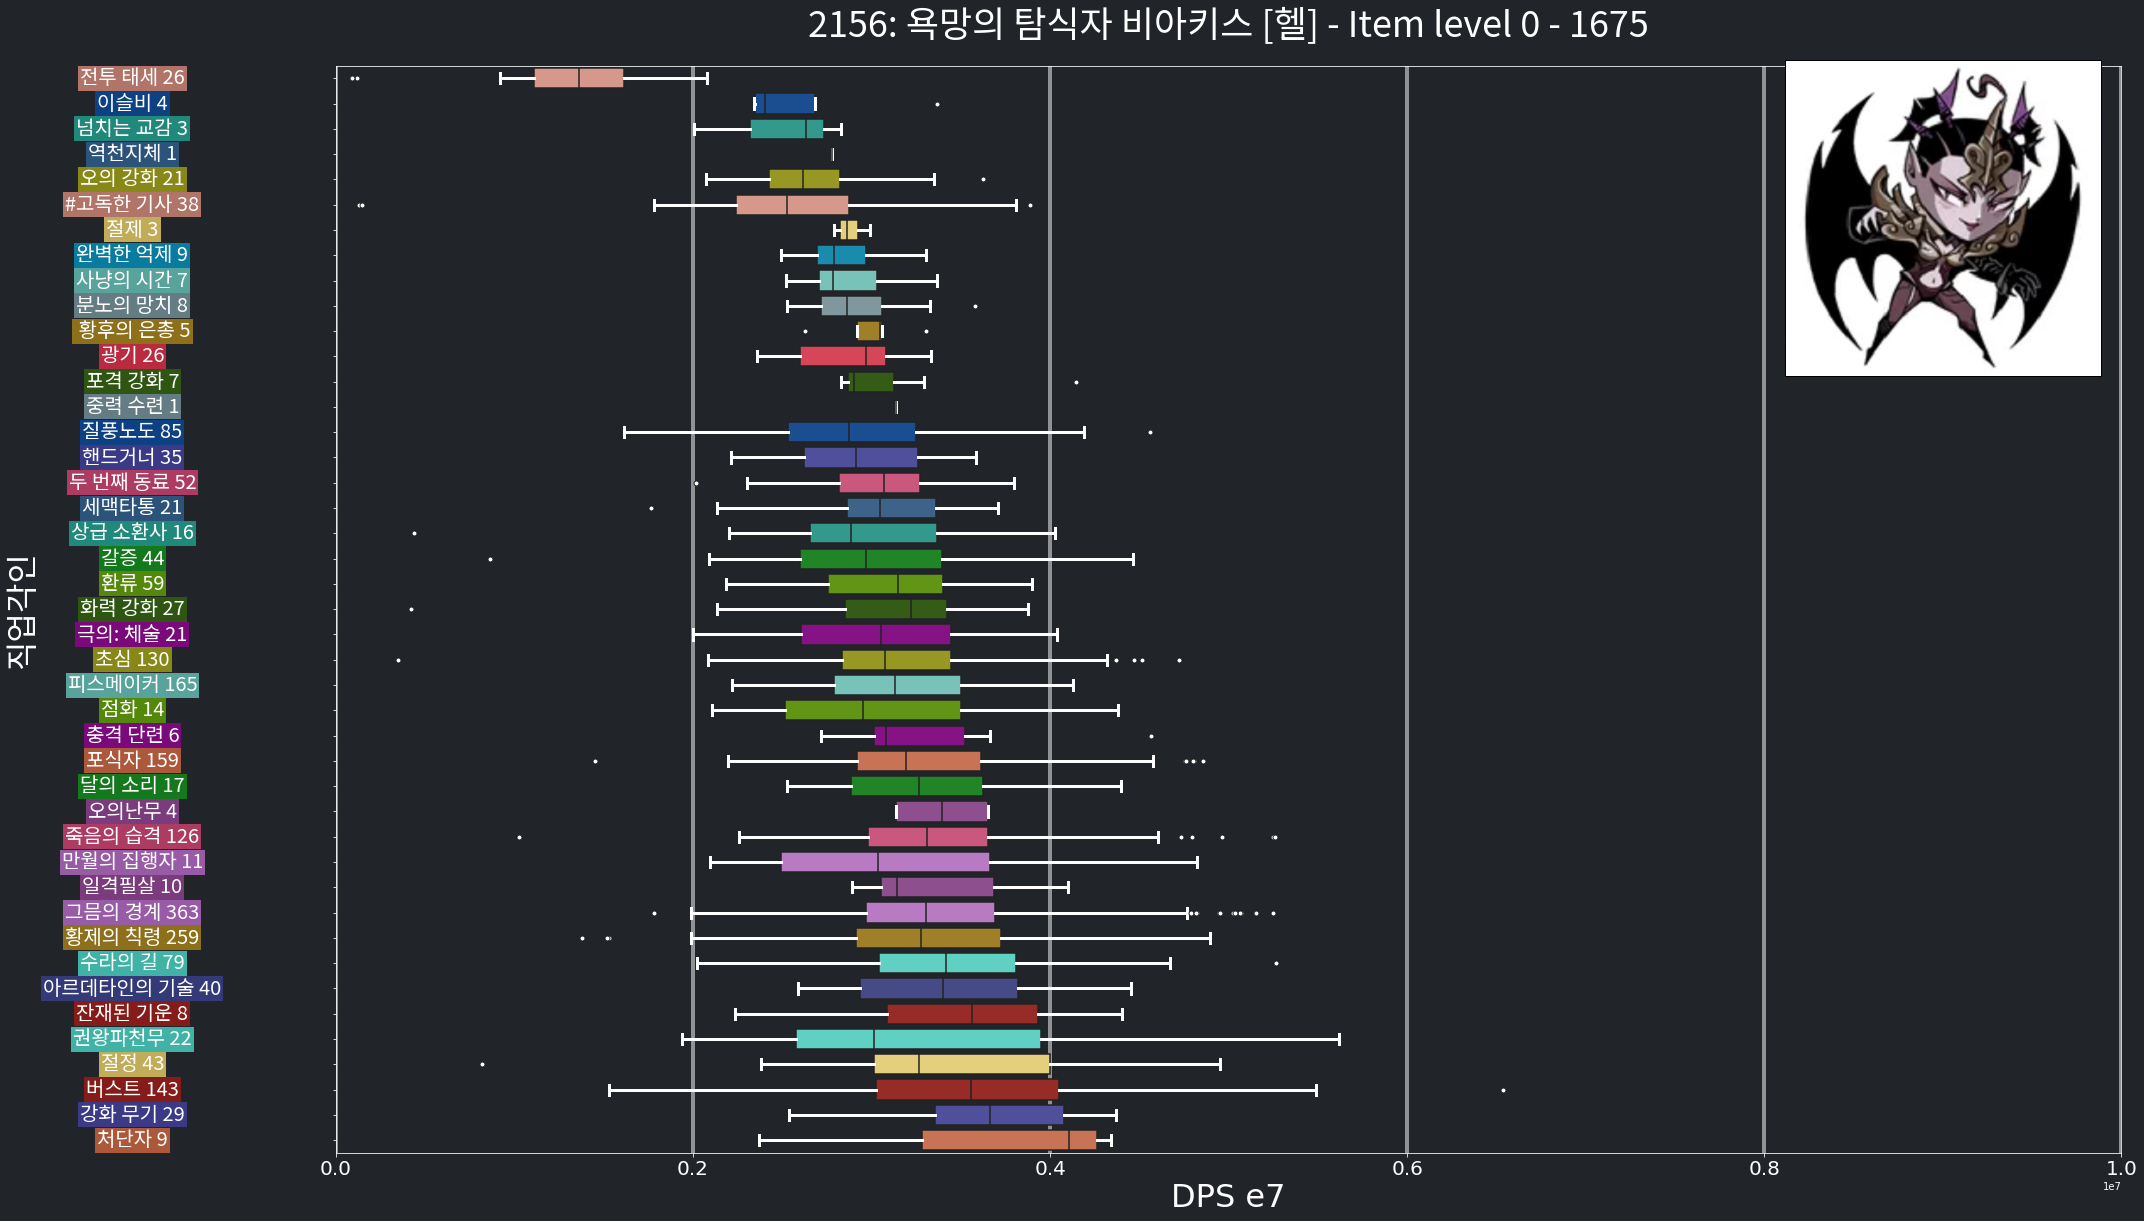 2156: 욕망의 탐식자 비아키스 [헬] - Item level 0 - 1675
전투 태세 26
이슬비 4
넘치는 교감 3
역천지체 1
오의 강화 21
#고독한 기사 38
절제 3
완벽한 억제 9
사냥의 시간 7
분노의 망치 8
황후의 은총 5
광기 26
포격 강화 7
중력 수련 1
질풍노도 85
핸드거너 35
두 번째 동료 52
세맥타통 21
상급 소환사 16
갈증 44
환류 59
화력 강화 27
극의: 체술 21
초심 130
피스메이커 165
점화 14
충격 단련 6
포식자 159
달의 소리 17
오의난무 4
죽음의 습격 126
만월의 집행자 11
일격필살 10
그믐의 경계 363
황제의 칙령 259
수라의 길 79
아르데타인의 기술 40
잔재된 기운 8
권왕파천무 22
절정 43
버스트 143
강화 무기 29
처단자 9
직업각인
0.0 0.2 0.4 0.6 0.8 1.0
1e7
DPS e7